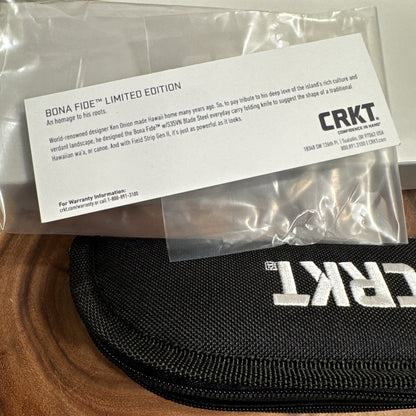 BONA FIDE™ LIMITED EDITION
An homage to his roots.
World-renowned designer Ken Onion made Hawaii home many years ago. So, to pay tribute to his deep love of the island's rich culture and
verdant landscape, he designed the Bona Fide™ w/S35VN Blade Steel everyday carry folding knife to suggest the shape of a traditional
Hawaiian wa'a, or canoe. And with Field Strip Gen II, it's just as powerful as it looks.
For Warranty Information:
crkt.com/warranty or call 1-800-891-3100
CRKT.
CONFIDENCE IN HAND®
18348 SW 126th Pl. | Tualatin, OR 97062 USA
800.891.3100 | CRKT.com
CRKT